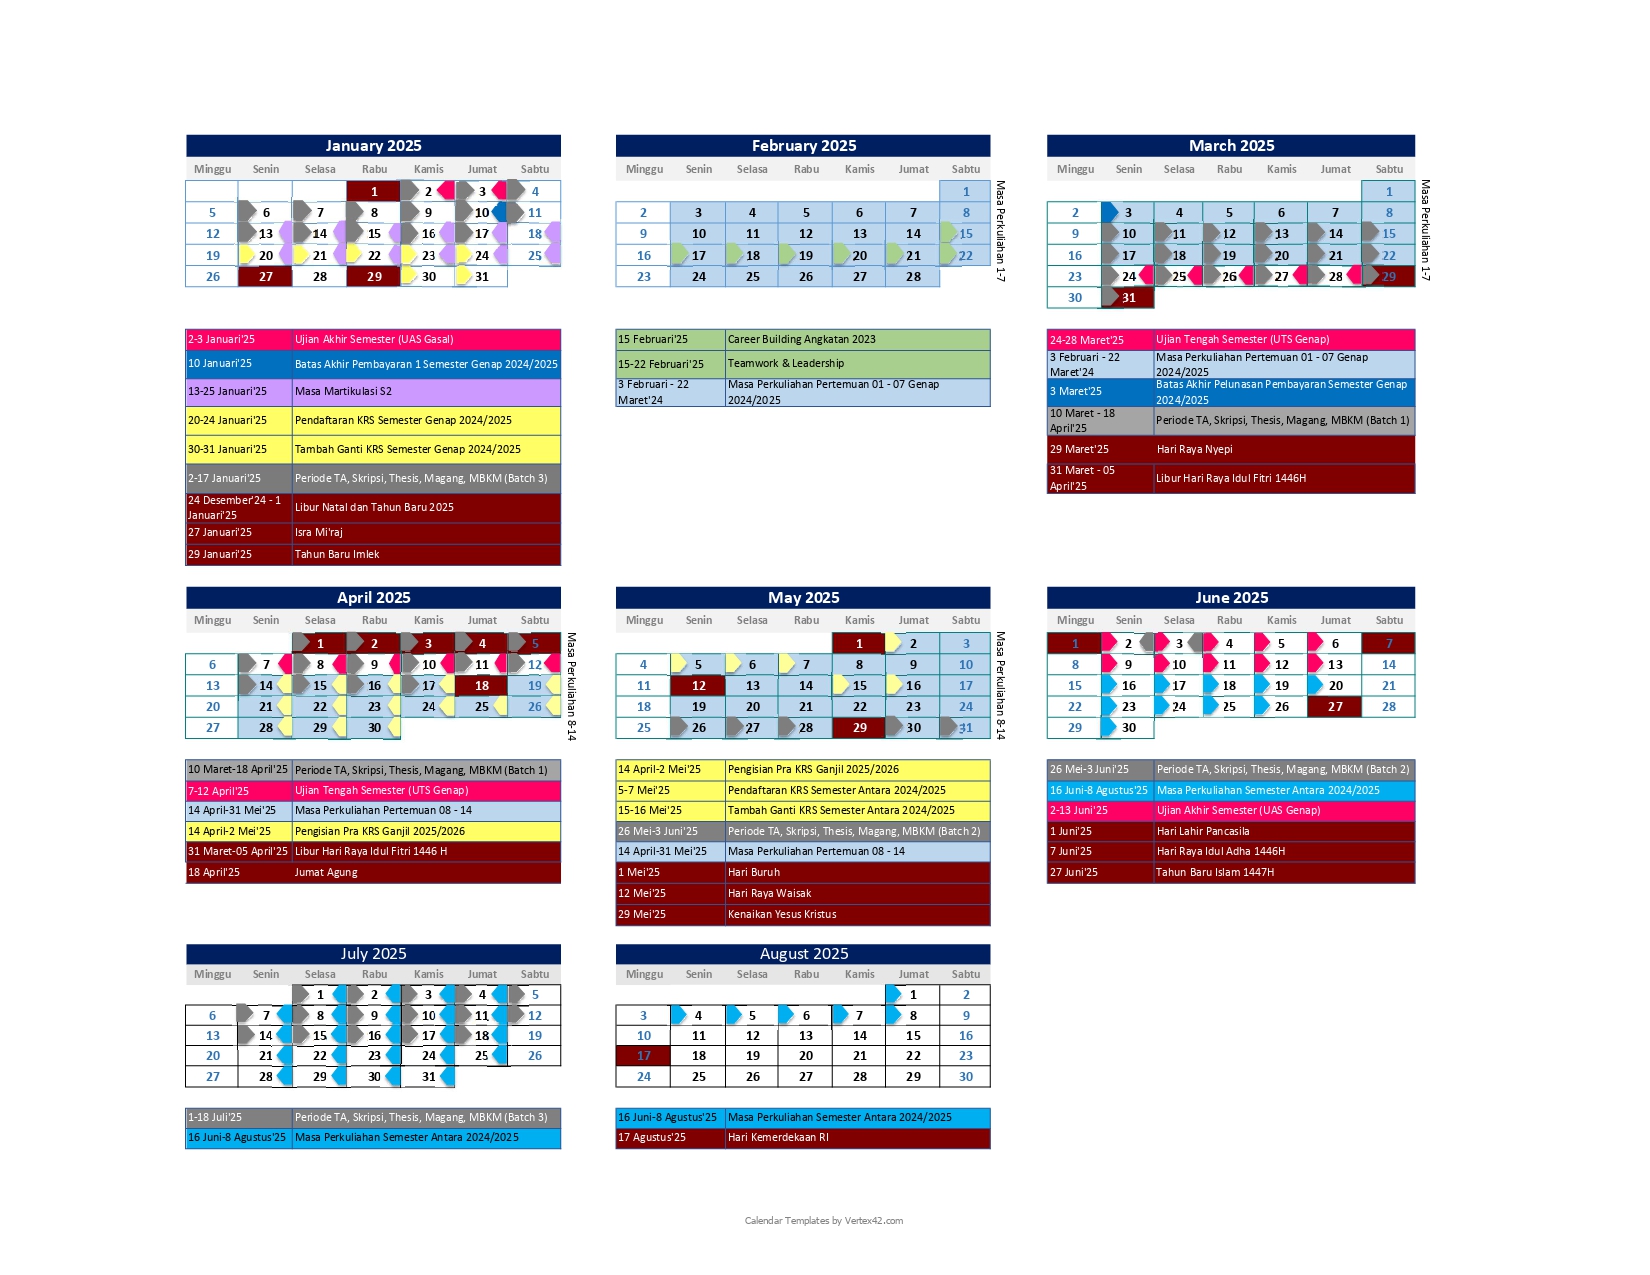 January 2025
Minggu Senin Selasa Rabu Kamis Jumat Sabtu
1 2 3 4
5 6 7 8 9 10 11
12 13 14 15 16 17 18
19 20 21 22 23 24 25
26 27 28 29 30 31
2-3 Januari'25 Ujian Akhir Semester (UAS Gasal)
10 Januari'25 Batas Akhir Pembayaran 1 Semester Genap 2024/2025
13-25 Januari'25 Masa Martikulasi S2
20-24 Januari'25 Pendaftaran KRS Semester Genap 2024/2025
30-31 Januari'25 Tambah Ganti KRS Semester Genap 2024/2025
2-17 Januari'25 Periode TA, Skripsi, Thesis, Magang, MBKM (Batch 3)
24 Desember'24 - 1
Januari'25
Libur Natal dan Tahun Baru 2025
27 Januari'25 Isra Mi'raj
29 Januari'25 Tahun Baru Imlek
February 2025
Minggu Senin Selasa Rabu Kamis Jumat Sabtu
1
2 3 4 5 6 7 8
9 10 11 12 13 14 15
16 17 18 19 20 21 22
23 24 25 26 27 28
Masa Perkuliahan 1-7
15 Februari'25 Career Building Angkatan 2023
15-22 Februari'25 Teamwork & Leadership
3 Februari - 22
Maret'24
Masa Perkuliahan Pertemuan 01 - 07 Genap
2024/2025
March 2025
Minggu Senin Selasa Rabu Kamis Jumat Sabtu
1
2 3 4 5 6 7 8
9 10 11 12 13 14 15
16 17 18 19 20 21 22
23 24 25 26 27 28 29
30 31
Masa Perkuliahan 1-7
24-28 Maret'25 Ujian Tengah Semester (UTS Genap)
3 Februari - 22
Maret'24
Masa Perkuliahan Pertemuan 01 - 07 Genap
2024/2025
3 Maret'25
Batas Akhir Pelunasan Pembayaran Semester Genap
2024/2025
10 Maret - 18
April'25
Periode TA, Skripsi, Thesis, Magang, MBKM (Batch 1)
29 Maret'25 Hari Raya Nyepi
31 Maret - 05
April'25
Libur Hari Raya Idul Fitri 1446H
April 2025
Minggu Senin Selasa Rabu Kamis Jumat Sabtu
1 2 3 4 5
6 7 8 9 10 11 12
13 14 15 16 17 18 19
20 21 22 23 24 25 26
27 28 29 30
Masa Perkuliahan 8-14
10 Maret-18 April'25 Periode TA, Skripsi, Thesis, Magang, MBKM (Batch 1)
7-12 April'25 Ujian Tengah Semester (UTS Genap)
14 April-31 Mei'25 Masa Perkuliahan Pertemuan 08 - 14
14 April-2 Mei'25 Pengisian Pra KRS Ganjil 2025/2026
31 Maret-05 April'25 Libur Hari Raya Idul Fitri 1446 H
18 April'25 Jumat Agung
May 2025
Minggu Senin Selasa Rabu Kamis Jumat Sabtu
1 2 3
4 5 6 7 8 9 10
11 12 13 14 15 16 17
18 19 20 21 22 23 24
25 26 27 28 29 30 31
Masa Perkuliahan 8-14
14 April-2 Mei'25 Pengisian Pra KRS Ganjil 2025/2026
5-7 Mei'25 Pendaftaran KRS Semester Antara 2024/2025
15-16 Mei'25 Tambah Ganti KRS Semester Antara 2024/2025
26 Mei-3 Juni'25 Periode TA, Skripsi, Thesis, Magang, MBKM (Batch 2)
14 April-31 Mei'25 Masa Perkuliahan Pertemuan 08 - 14
1 Mei'25 Hari Buruh
12 Mei'25 Hari Raya Waisak
29 Mei'25 Kenaikan Yesus Kristus
June 2025
Minggu Senin Selasa Rabu Kamis Jumat Sabtu
1 2 3 4 5 6 7
8 9 10 11 12 13 14
15 16 17 18 19 20 21
22 23 24 25 26 27 28
29 30
26 Mei-3 Juni'25 Periode TA, Skripsi, Thesis, Magang, MBKM (Batch 2)
16 Juni-8 Agustus'25 Masa Perkuliahan Semester Antara 2024/2025
2-13 Juni'25 Ujian Akhir Semester (UAS Genap)
1 Juni'25 Hari Lahir Pancasila
7 Juni'25 Hari Raya Idul Adha 1446H
27 Juni'25 Tahun Baru Islam 1447H
July 2025
Minggu Senin Selasa Rabu Kamis Jumat Sabtu
1 2 3 4 5
6 7 8 9 10 11 12
13 14 15 16 17 18 19
20 21 22 23 24 25 26
27 28 29 30 31
1-18 Juli'25 Periode TA, Skripsi, Thesis, Magang, MBKM (Batch 3)
16 Juni-8 Agustus'25 Masa Perkuliahan Semester Antara 2024/2025
August 2025
Minggu Senin Selasa Rabu Kamis Jumat Sabtu
1 2
3 4 5 6 7 8 9
10 11 12 13 14 15 16
17 18 19 20 21 22 23
24 25 26 27 28 29 30
16 Juni-8 Agustus'25 Masa Perkuliahan Semester Antara 2024/2025
17 Agustus'25 Hari Kemerdekaan RI
Calendar Templates by Vertex42.com